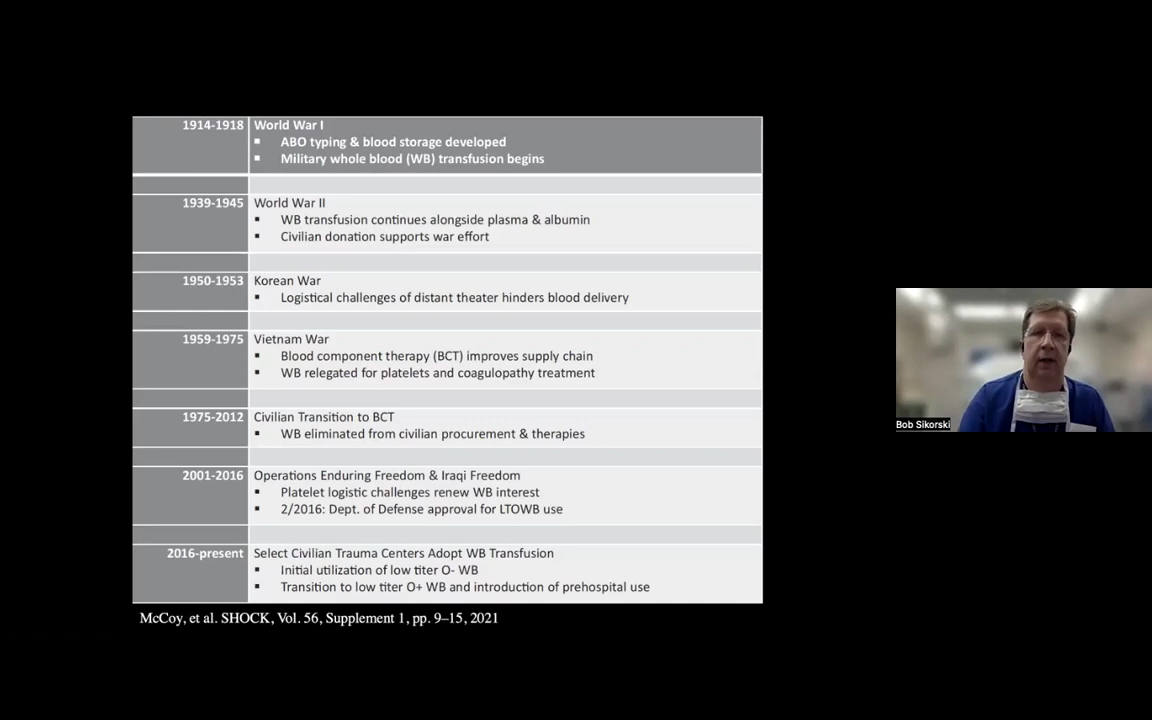 1914-1918 World War I
▪ ABO typing & blood storage developed
▪ Military whole blood (WB) transfusion begins
1939-1945 World War II
▪ WB transfusion continues alongside plasma & albumin
▪ Civilian donation supports war effort
1950-1953 Korean War
▪ Logistical challenges of distant theater hinders blood delivery
1959-1975 Vietnam War
▪ Blood component therapy (BCT) improves supply chain
▪ WB relegated for platelets and coagulopathy treatment
1975-2012 Civilian Transition to BCT
▪ WB eliminated from civilian procurement & therapies
2001-2016 Operations Enduring Freedom & Iraqi Freedom
▪ Platelet logistic challenges renew WB interest
▪ 2/2016: Dept. of Defense approval for LTOWB use
2016-present Select Civilian Trauma Centers Adopt WB Transfusion
▪ Initial utilization of low titer O- WB
▪ Transition to low titer O+ WB and introduction of prehospital use
McCoy, et al. SHOCK, Vol. 56, Supplement 1, pp. 9–15, 2021
Bob Sikorski